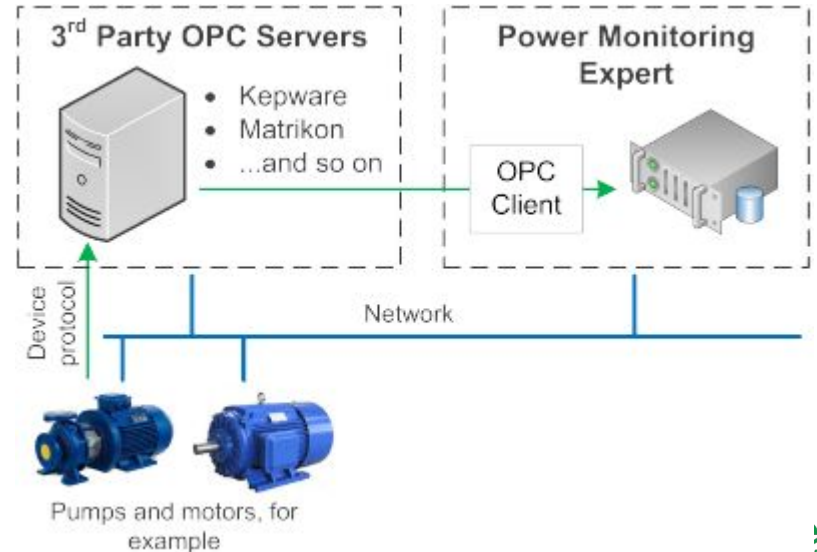 3rd Party OPC Servers
• Kepware
• Matrikon
• ...and so on
Power Monitoring
Expert
OPC
Client
Device
protocol
Network
Pumps and motors, for
example